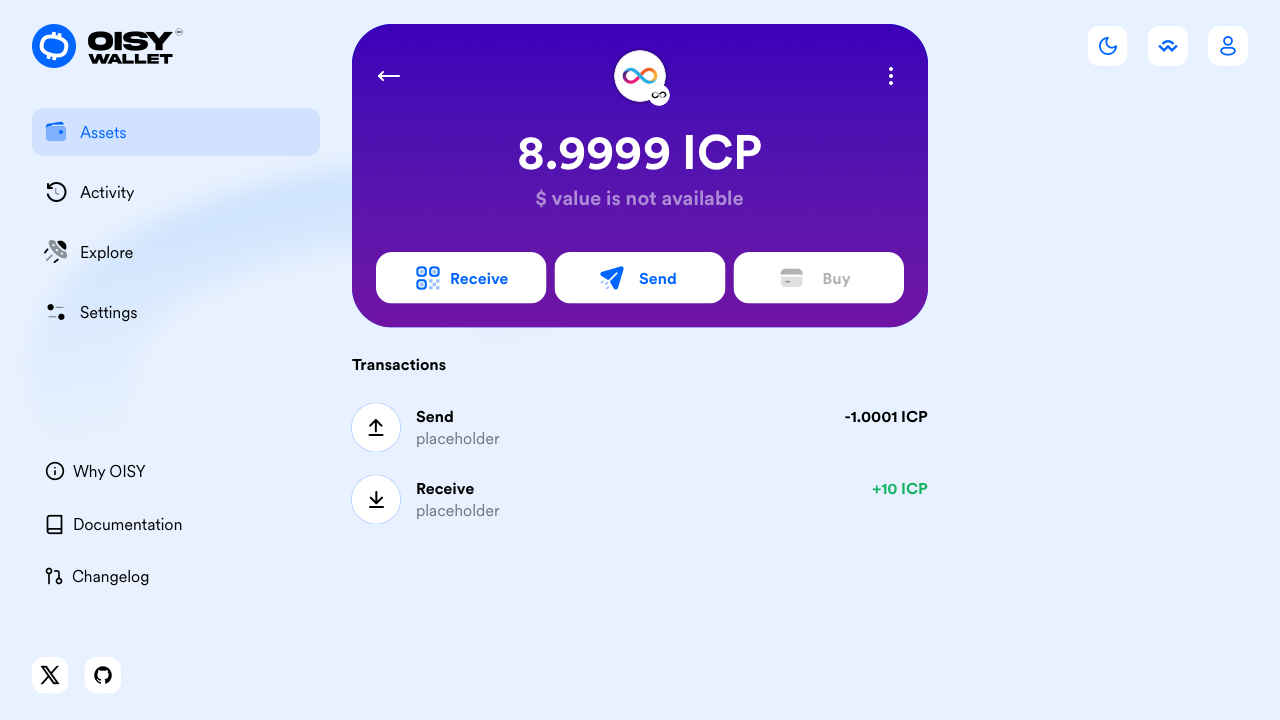 OISY
WALLET
Assets
Activity
Explore
Settings
Why OISY
Documentation
Changelog
8.9999 ICP
$ value is not available
Receive
Send
Buy
Transactions
Send
-1.0001 ICP
placeholder
Receive
+10 ICP
placeholder